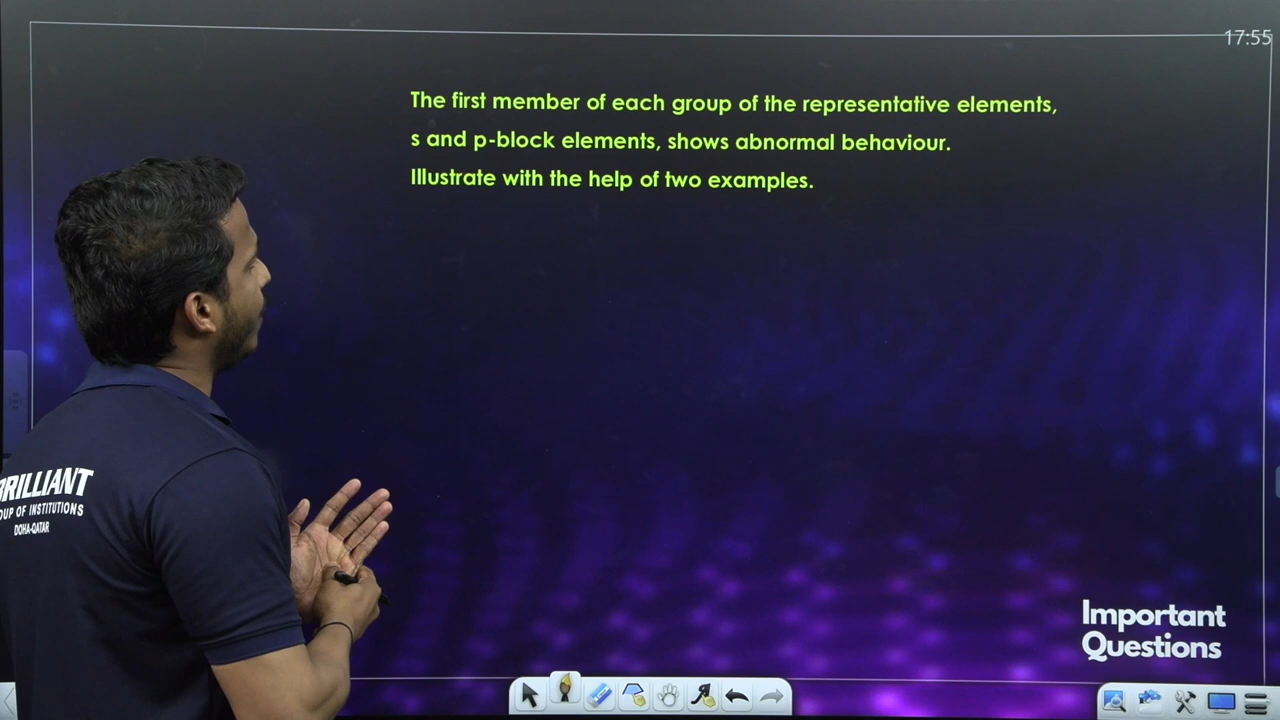 17:55
The first member of each group of the representative elements,
s and p-block elements, shows abnormal behaviour.
Illustrate with the help of two examples.
BRILLIANT
OUP OF INSTITUTIONS
DOHA-QATAR
Important
Questions